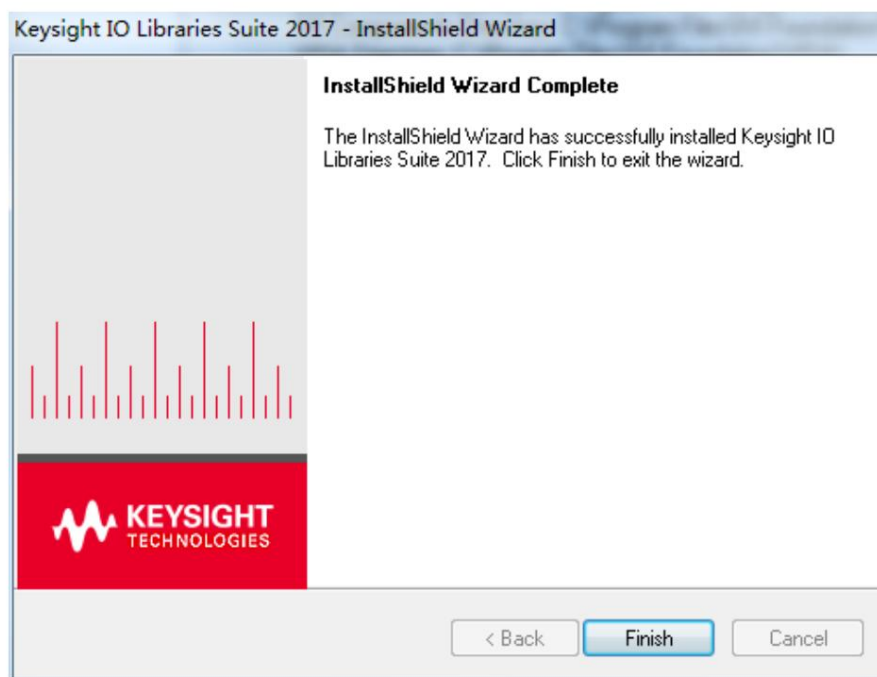 Keysight IO Libraries Suite 2017 - InstallShield Wizard
InstallShield Wizard Complete
The InstallShield Wizard has successfully installed Keysight IO
Libraries Suite 2017.  Click Finish to exit the wizard.
KEYSIGHT
TECHNOLOGIES
< Back
Finish
Cancel